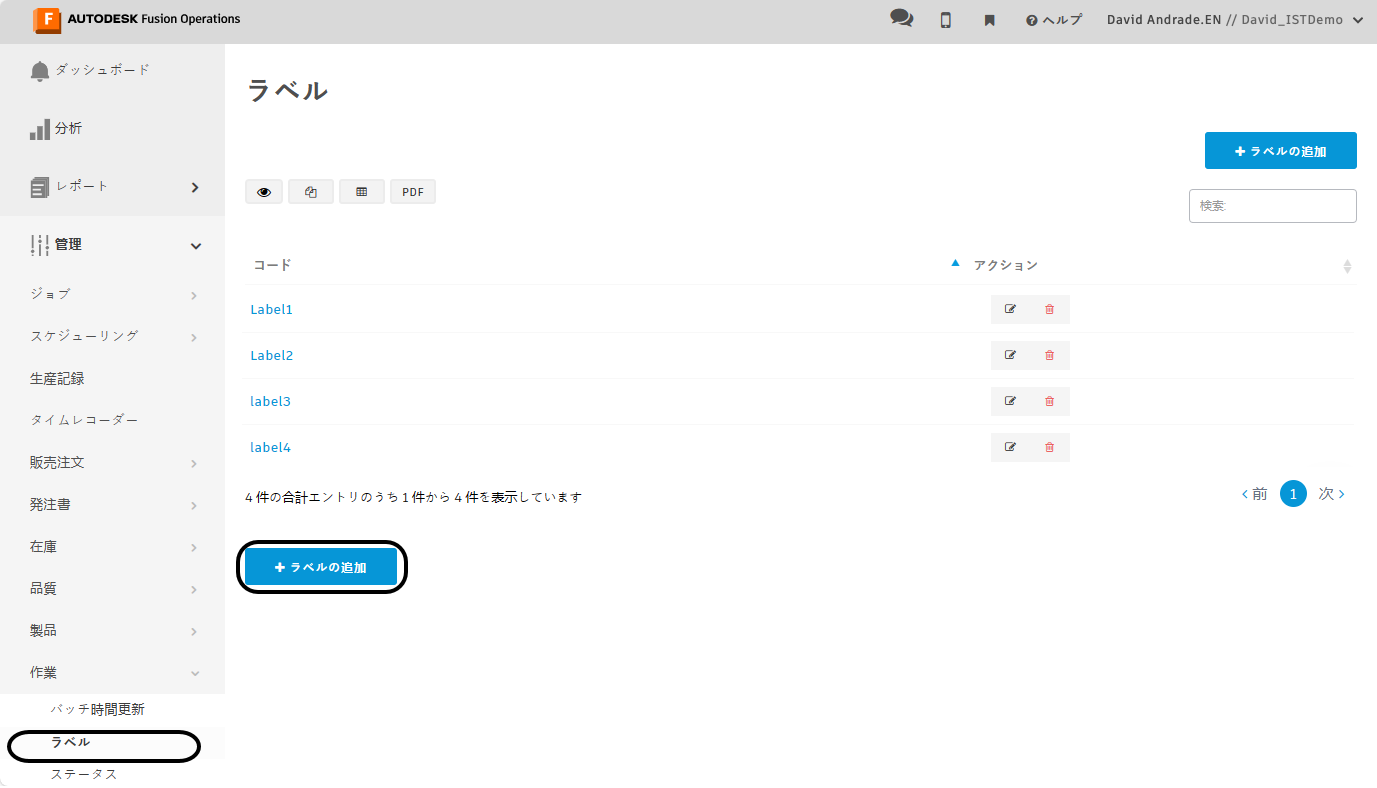 F AUTODESK Fusion Operations
ヘルプ
David Andrade.EN // David_ISTDemo
ダッシュボード
分析
レポート
管理
ジョブ
スケジューリング
生産記録
タイムレコーダー
販売注文
発注書
在庫
品質
製品
作業
バッチ時間更新
ラベル
ステータス
ラベル
+ ラベルの追加
PDF
検索:
コード アクション
Label1
Label2
label3
label4
4 件の合計エントリのうち 1 件から 4 件を表示しています
‹ 前 1 次 ›
+ ラベルの追加